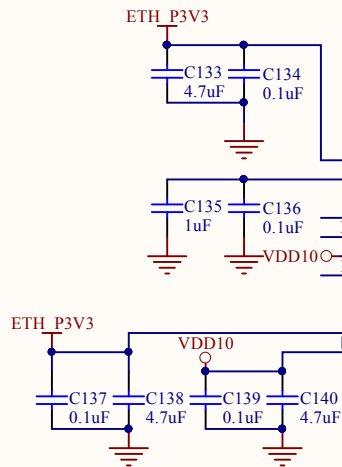 ETH_P3V3
C133
4.7uF
C134
0.1uF
C135
1uF
C136
0.1uF
VDD10
ETH_P3V3
VDD10
C137
0.1uF
C138
4.7uF
C139
0.1uF
C140
4.7uF